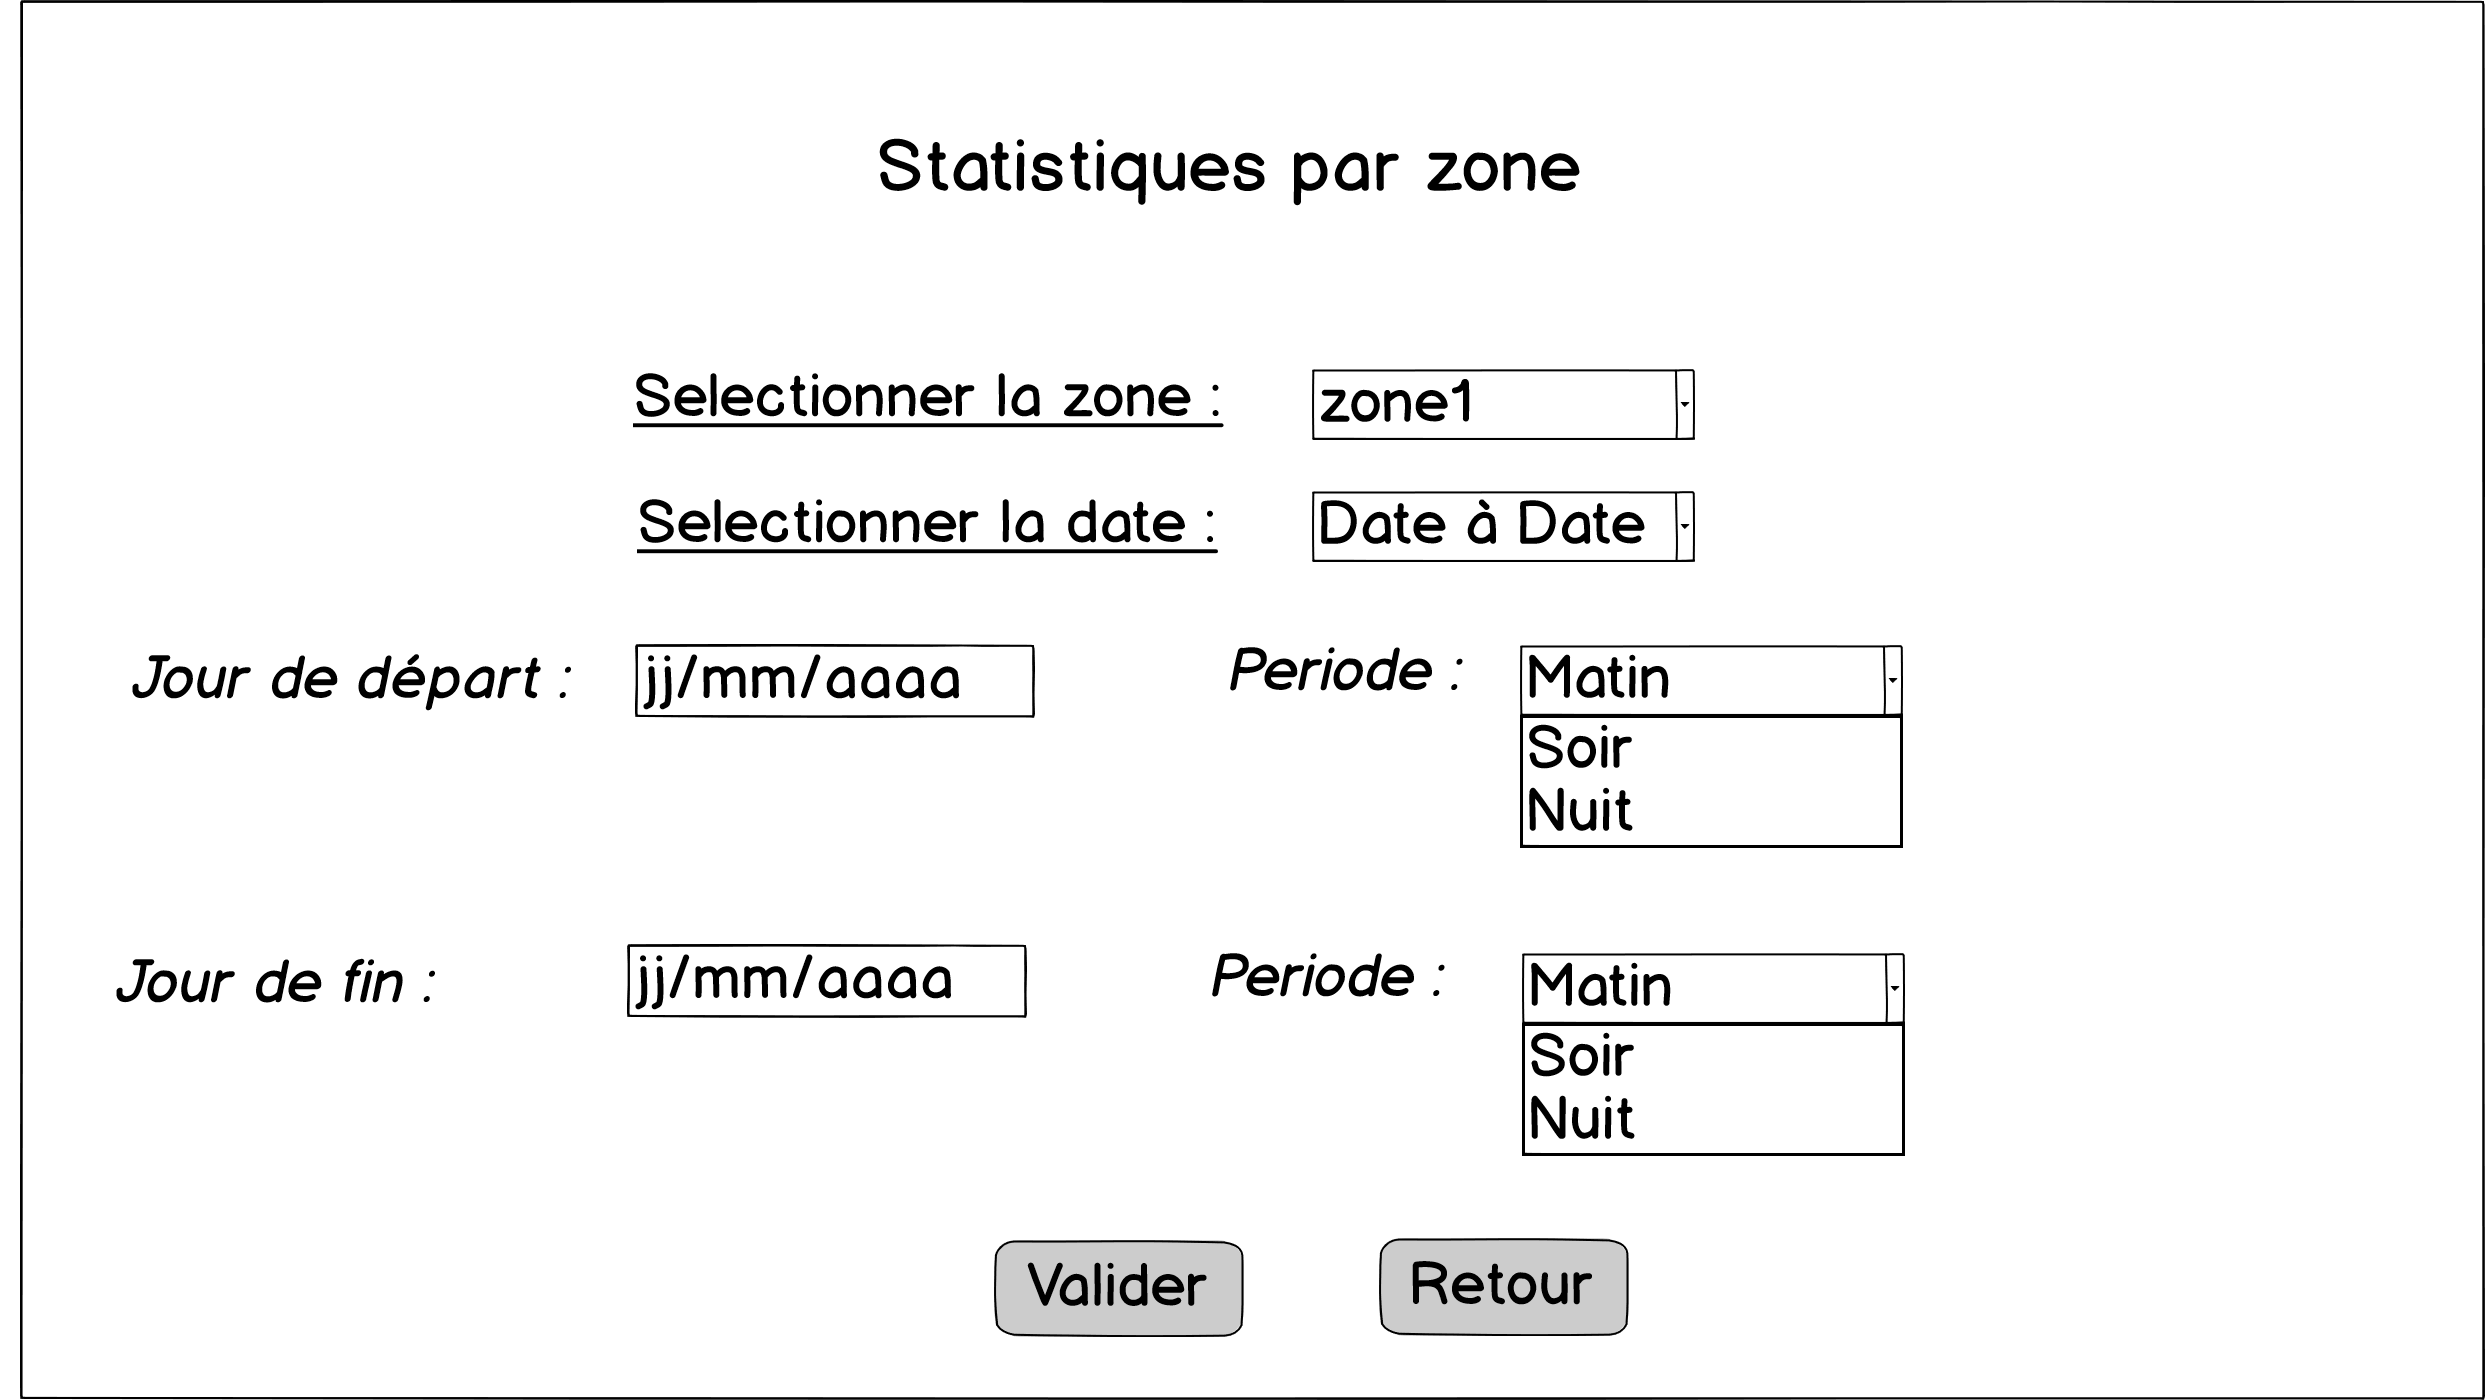 Statistiques par zone
Selectionner la zone : zone1
Selectionner la date : Date à Date
Jour de départ : jj/mm/aaaa Periode : Matin
Soir
Nuit
Jour de fin : jj/mm/aaaa Periode : Matin
Soir
Nuit
Valider Retour